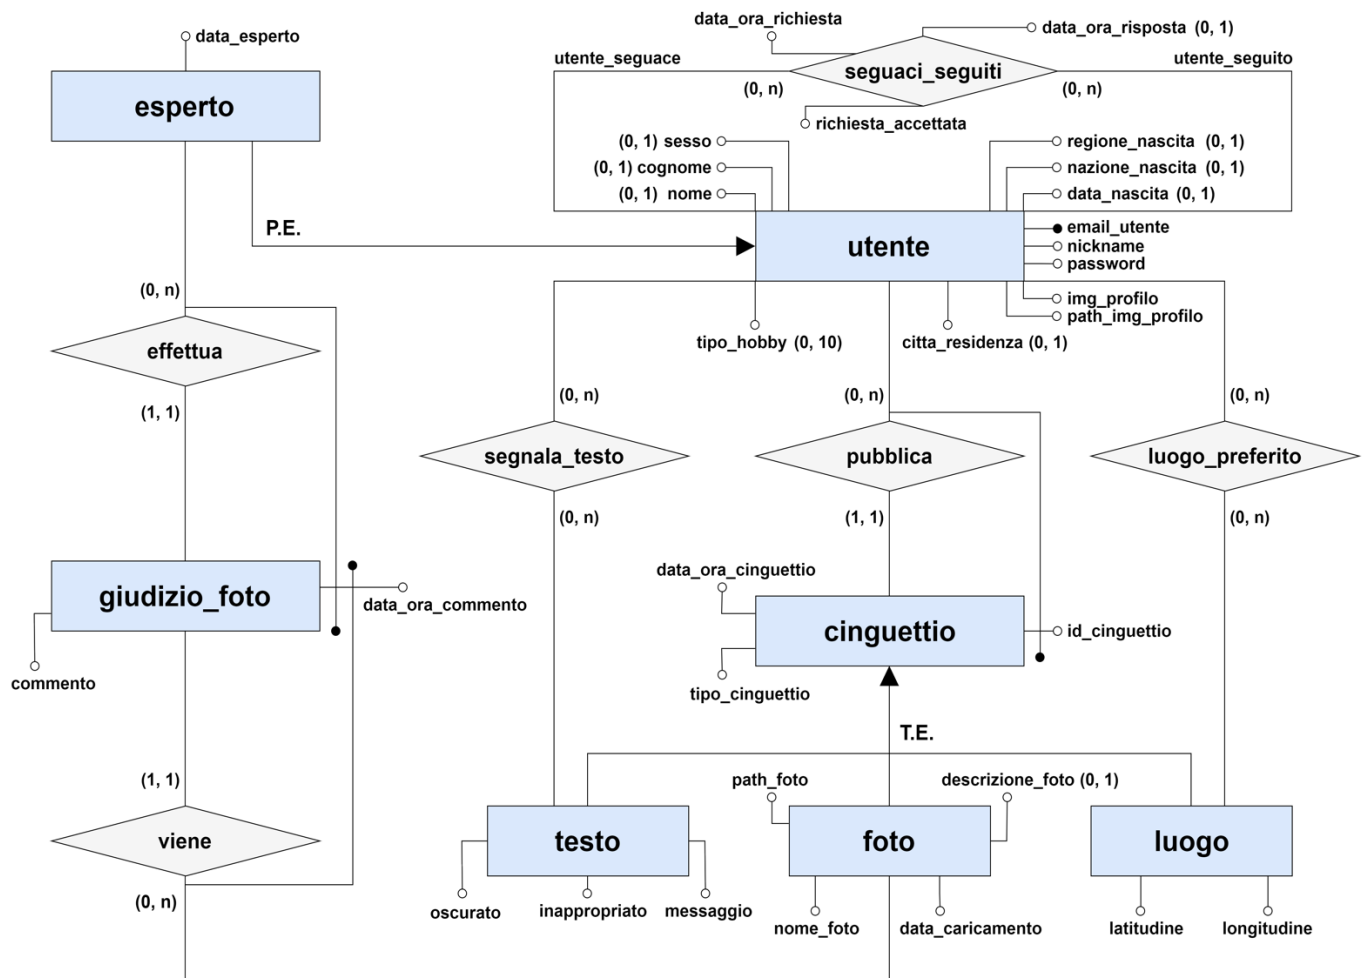 data_ora_richiesta
data_ora_risposta (0, 1)
data_esperto
utente_seguace
seguaci_seguiti
utente_seguito
(0, n)
(0, n)
esperto
richiesta_accettata
(0, 1) sesso
regione_nascita (0, 1)
(0, 1) cognome
nazione_nascita (0, 1)
(0, 1) nome
data_nascita (0, 1)
P.E.
utente
email_utente
nickname
password
(0, n)
img_profilo
path_img_profilo
tipo_hobby (0, 10)
citta_residenza (0, 1)
effettua
(0, n)
(0, n)
(0, n)
(1, 1)
segnala_testo
pubblica
luogo_preferito
(0, n)
(1, 1)
(0, n)
data_ora_cinguettio
giudizio_foto
data_ora_commento
cinguettio
id_cinguettio
commento
tipo_cinguettio
T.E.
(1, 1)
path_foto
descrizione_foto (0, 1)
viene
testo
foto
luogo
(0, n)
oscurato
inappropriato
messaggio
nome_foto
data_caricamento
latitudine
longitudine